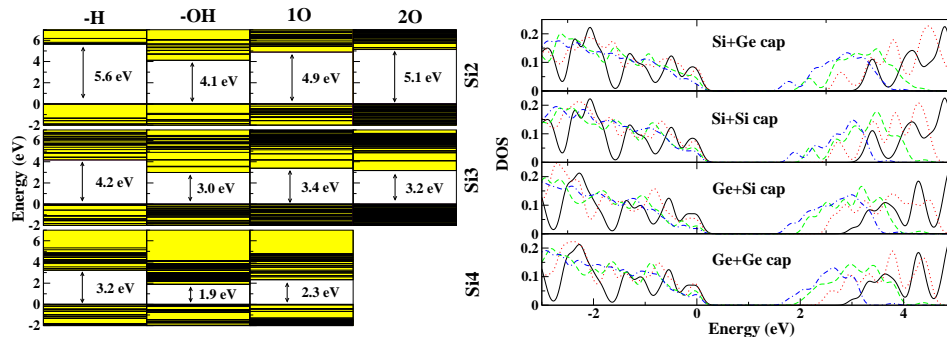 -H -OH 1O 2O
6
4
2
0
-2
5.6 eV 4.1 eV 4.9 eV 5.1 eV
Si2
6
4
2
0
-2
4.2 eV 3.0 eV 3.4 eV 3.2 eV
Si3
6
4
2
0
-2
3.2 eV 1.9 eV 2.3 eV
Si4
Energy (eV)
DOS
0.2
0.1
0
Si+Ge cap
0.2
0.1
0
Si+Si cap
0.2
0.1
0
Ge+Si cap
0.2
0.1
0
Ge+Ge cap
-2 0 2 4
Energy (eV)